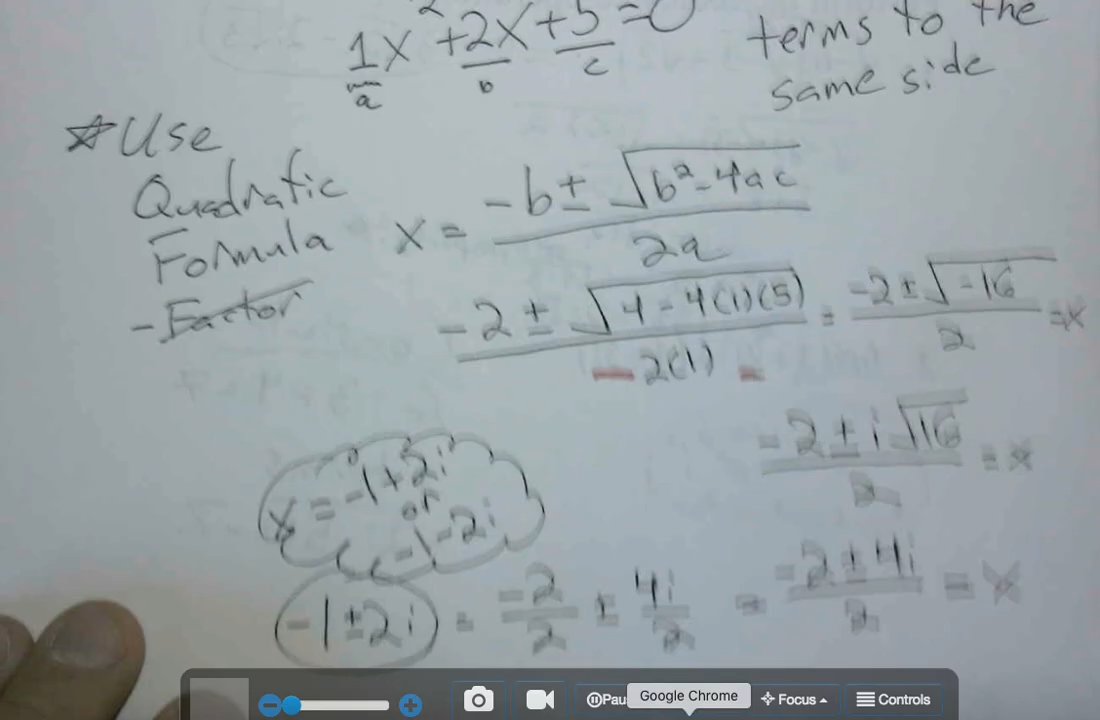 1x² + 2x + 5 = 0
a b c
terms to the
same side
☆ Use
Quadratic
Formula
- Factor
x = (-b ± √(b² - 4ac)) / 2a
(-2 ± √(4 - 4(1)(5))) / 2(1) = (-2 ± √-16) / 2 = x
(-2 ± i√16) / 2 = x
(-2 ± 4i) / 2 = x
-1 ± 2i = -2/2 ± 4i/2 =
x = -1 + 2i
or
-1 - 2i
Pau
Google Chrome
Focus
Controls